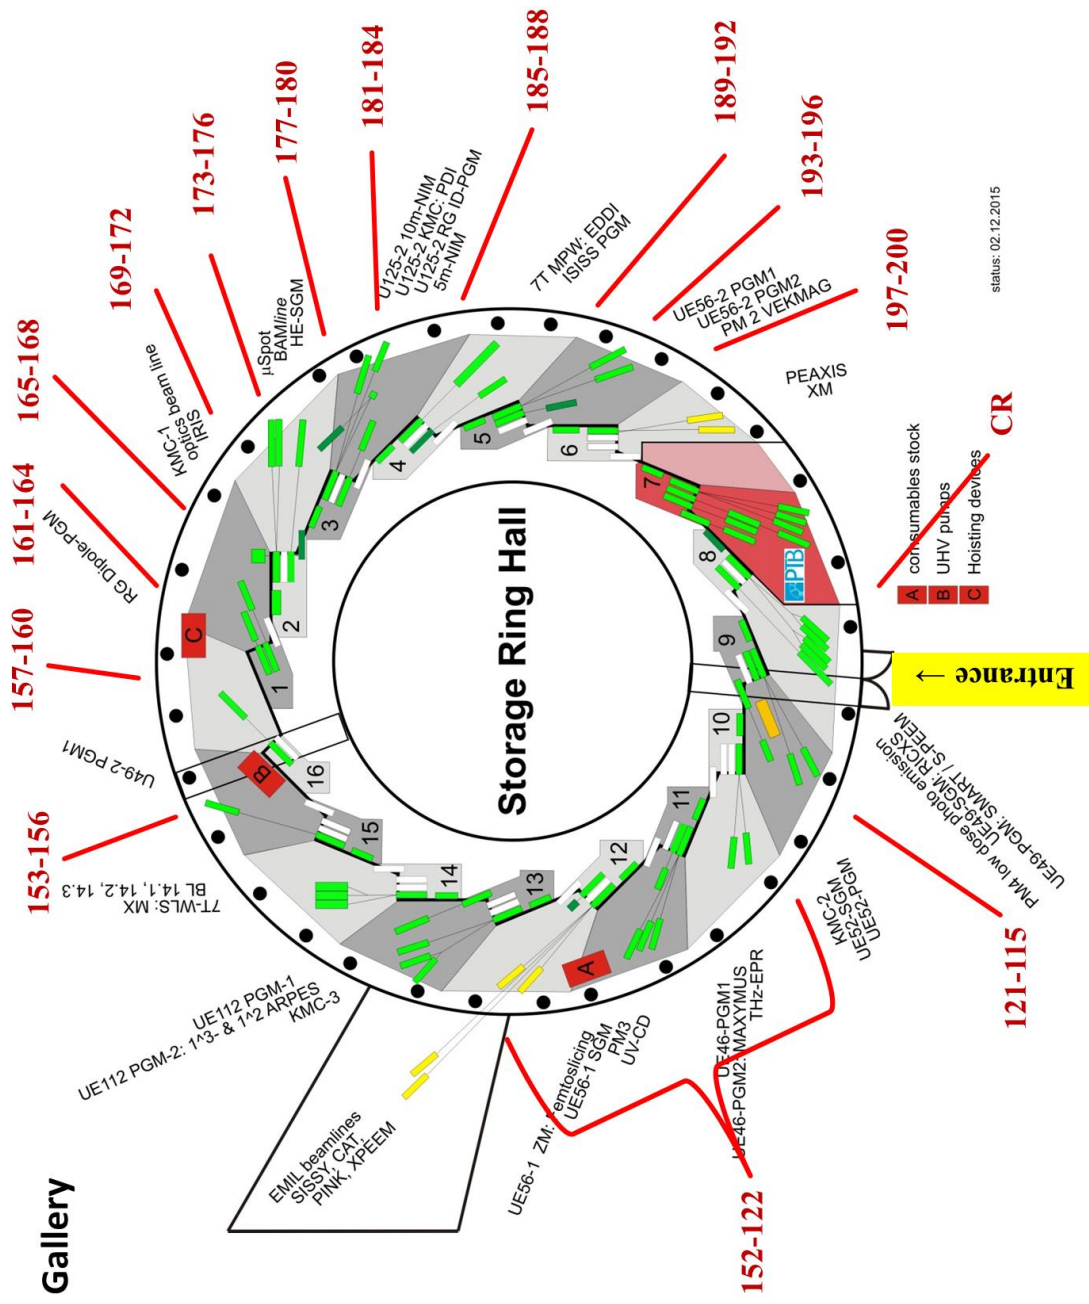 Gallery
153-156
157-160
161-164
165-168
169-172
173-176
177-180
181-184
185-188
189-192
193-196
197-200
CR
121-115
152-122
U49-2 PGM1
RG Dipole-PGM
KMC-1
optics beam line
IRIS
µSpot
BAMline
HE-SGM
U125-2 10m-NIM
U125-2 KMC: PDI
U125-2 RG ID-PGM
5m-NIM
7T MPW: EDDI
ISISS PGM
UE56-2 PGM1
UE56-2 PGM2
PM 2 VEKMAG
PEAXIS
XM
status: 02.12.2015
A consumables stock
B UHV pumps
C Hoisting devices
Entrance →
PM4 low dose photo emission
UE49-SGM: RICXS
UE49-PGM: SMART / S-PEEM
KMC-2
UE52-SGM
UE52-PGM
UE46-PGM1
UE46-PGM2: MAXYMUS
THz-EPR
UE56-1 ZM: Femtoslicing
UE56-1 SGM
PM3
UV-CD
EMIL beamlines
SISSY, CAT,
PINK, XPEEM
UE112 PGM-1
UE112 PGM-2: 1^3- & 1^2 ARPES
KMC-3
7T-WLS: MX
BL 14.1, 14.2, 14.3
Storage Ring Hall
1
2
3
4
5
6
7
8
9
10
11
12
13
14
15
16
A
B
C
PTB